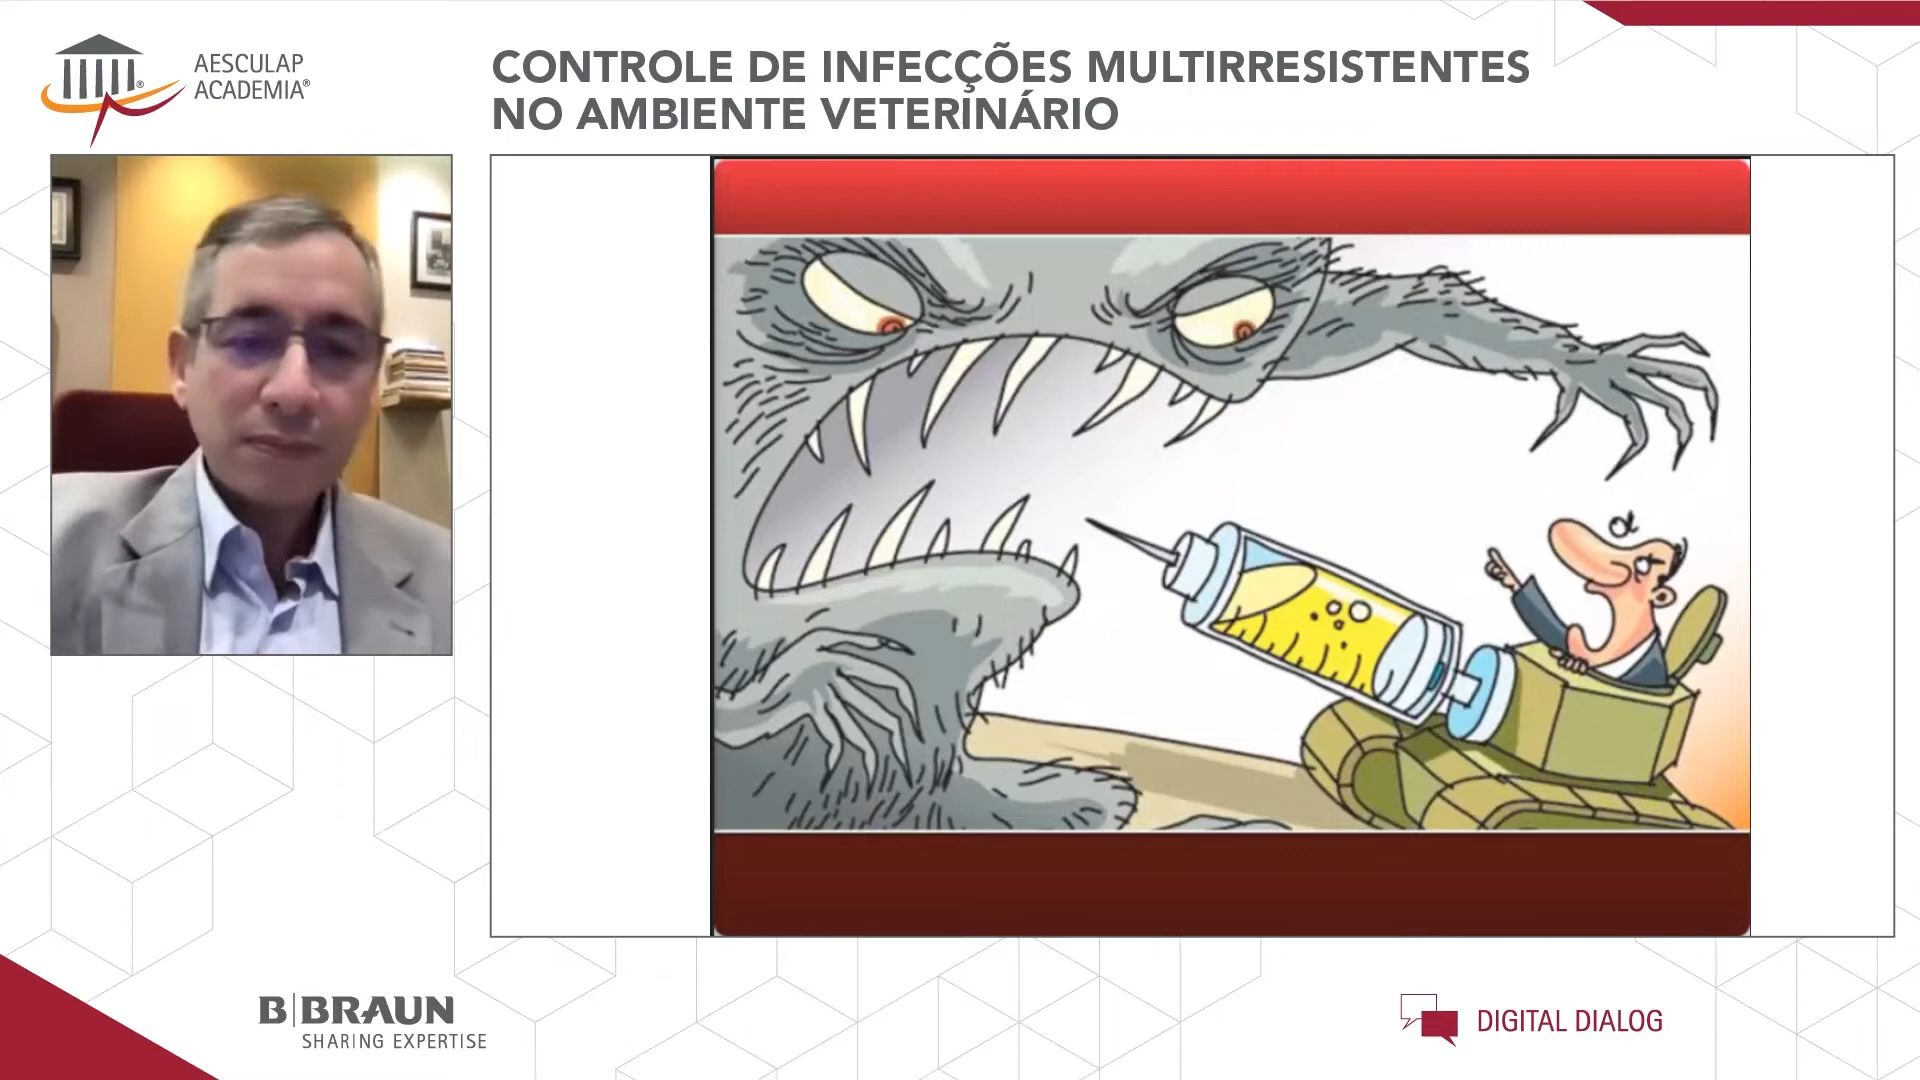 AESCULAP
ACADEMIA®
CONTROLE DE INFECÇÕES MULTIRRESISTENTES
NO AMBIENTE VETERINÁRIO
B|BRAUN
SHARING EXPERTISE
DIGITAL DIALOG